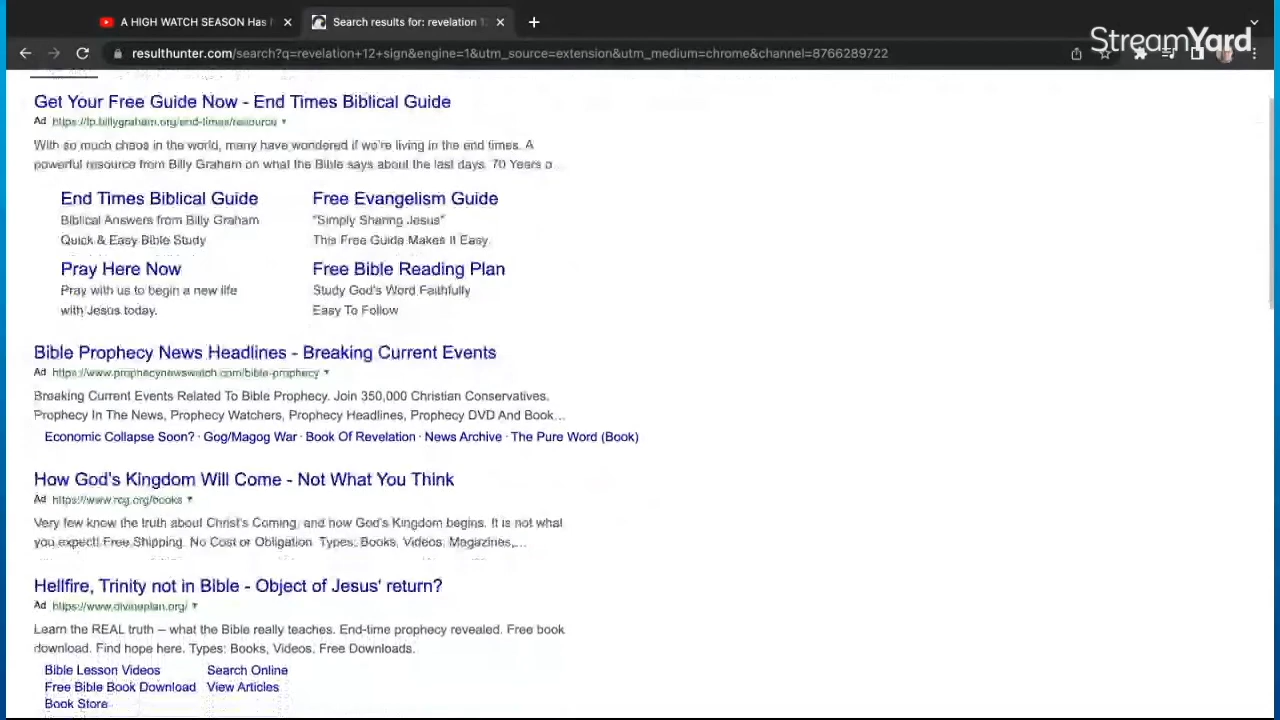 A HIGH WATCH SEASON Has
Search results for: revelation 1
StreamYard
resulthunter.com/search?q=revelation+12+sign&engine=1&utm_source=extension&utm_medium=chrome&channel=8766289722
Get Your Free Guide Now - End Times Biblical Guide
Ad https://lp.billygraham.org/end-times/resource
With so much chaos in the world, many have wondered if we're living in the end times. A
powerful resource from Billy Graham on what the Bible says about the last days. 70 Years o...
End Times Biblical Guide
Biblical Answers from Billy Graham
Quick & Easy Bible Study
Free Evangelism Guide
"Simply Sharing Jesus"
This Free Guide Makes It Easy
Pray Here Now
Pray with us to begin a new life
with Jesus today.
Free Bible Reading Plan
Study God's Word Faithfully
Easy To Follow
Bible Prophecy News Headlines - Breaking Current Events
Ad https://www.prophecynewswatch.com/bible-prophecy
Breaking Current Events Related To Bible Prophecy. Join 350,000 Christian Conservatives.
Prophecy In The News, Prophecy Watchers, Prophecy Headlines, Prophecy DVD And Book...
Economic Collapse Soon? · Gog/Magog War · Book Of Revelation · News Archive · The Pure Word (Book)
How God's Kingdom Will Come - Not What You Think
Ad https://www.rcg.org/books
Very few know the truth about Christ's Coming, and how God's Kingdom begins. It is not what
you expect! Free Shipping. No Cost or Obligation. Types: Books, Videos, Magazines,...
Hellfire, Trinity not in Bible - Object of Jesus' return?
Ad https://www.divineplan.org/
Learn the REAL truth – what the Bible really teaches. End-time prophecy revealed. Free book
download. Find hope here. Types: Books, Videos, Free Downloads.
Bible Lesson Videos
Free Bible Book Download
Book Store
Search Online
View Articles